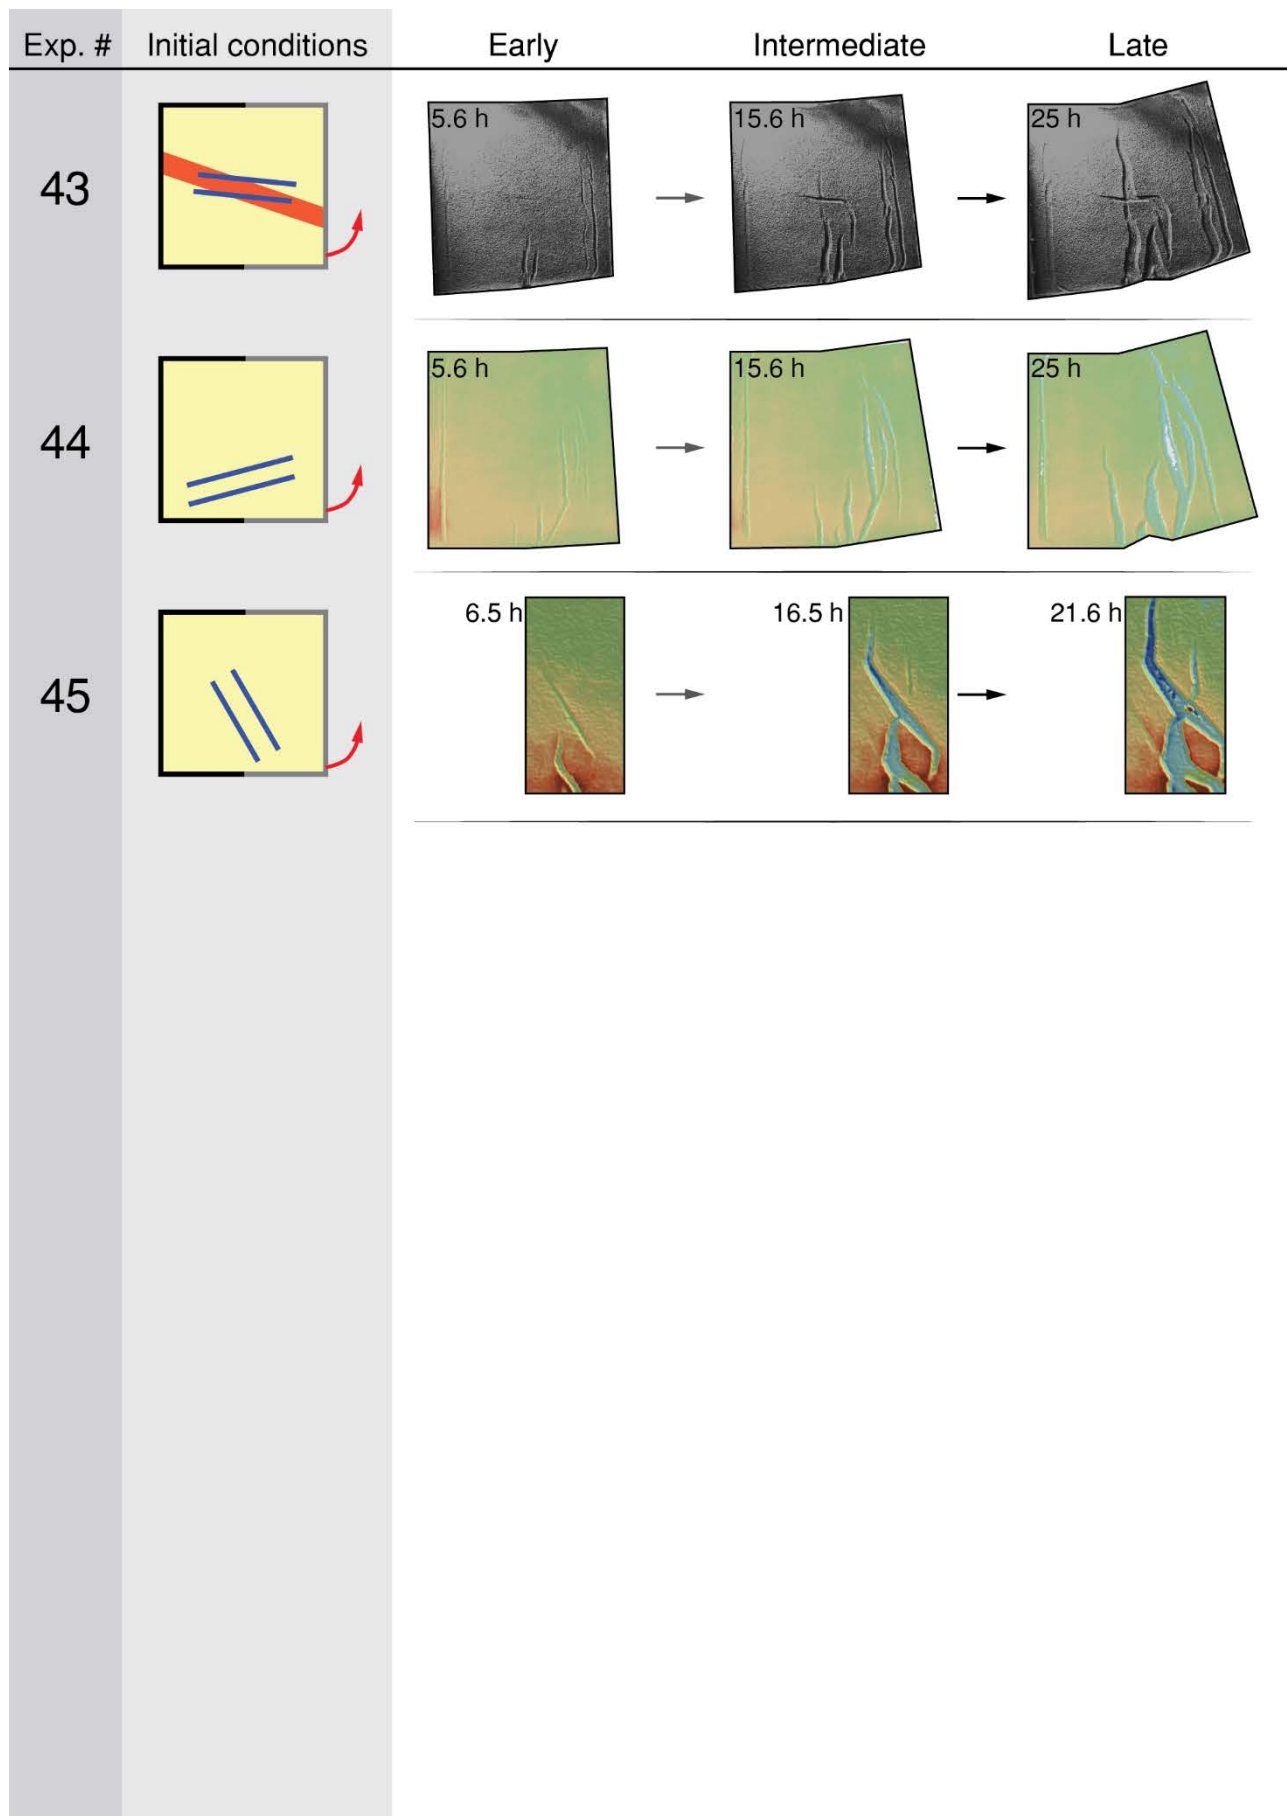 Exp. # Initial conditions Early Intermediate Late
43 5.6 h 15.6 h 25 h
44 5.6 h 15.6 h 25 h
45 6.5 h 16.5 h 21.6 h